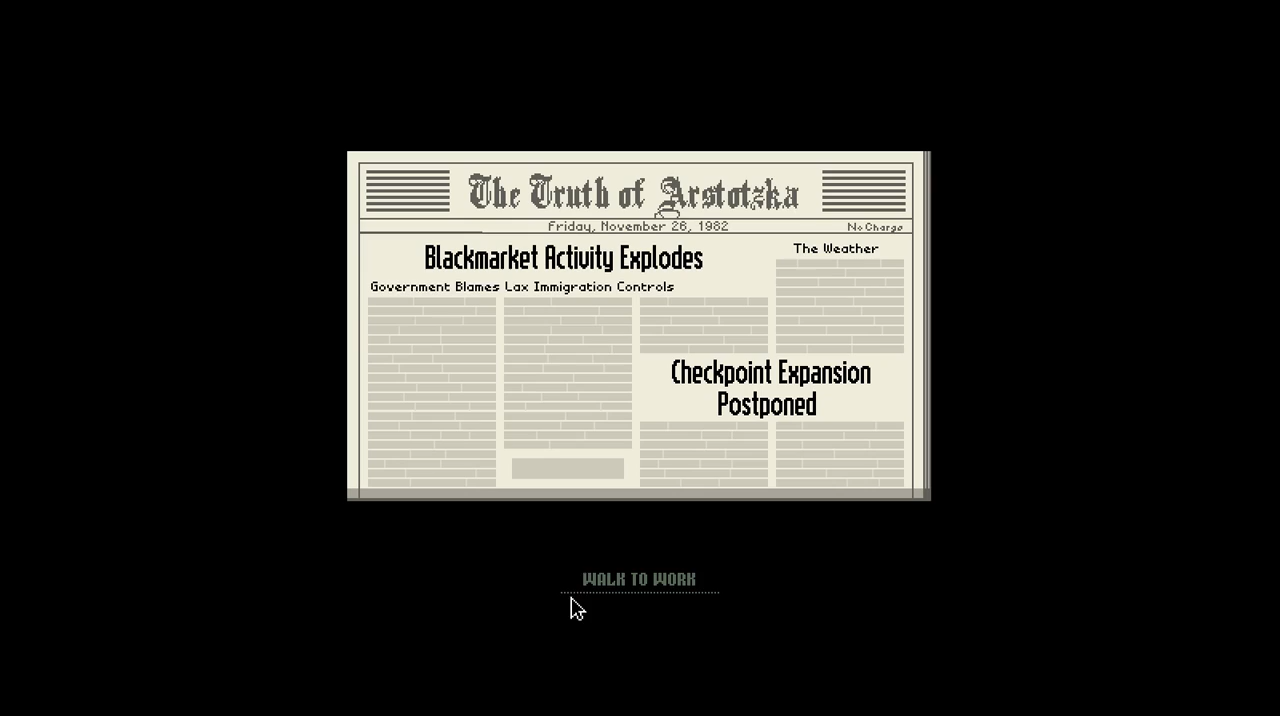 The Truth of Arstotzka
Friday, November 26, 1982
No Charge
Blackmarket Activity Explodes
Government Blames Lax Immigration Controls
The Weather
Checkpoint Expansion
Postponed
WALK TO WORK